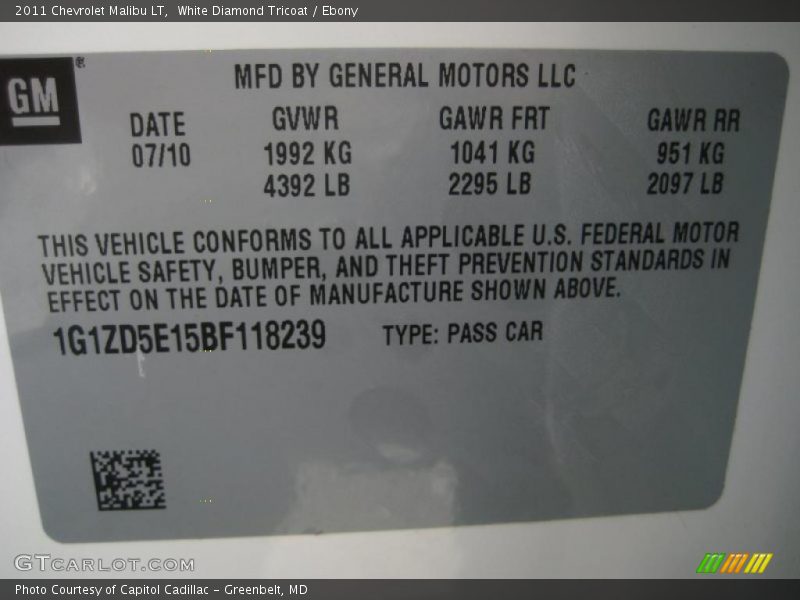 2011 Chevrolet Malibu LT, White Diamond Tricoat / Ebony
GM®
MFD BY GENERAL MOTORS LLC
DATE GVWR GAWR FRT GAWR RR
07/10 1992 KG 1041 KG 951 KG
4392 LB 2295 LB 2097 LB
THIS VEHICLE CONFORMS TO ALL APPLICABLE U.S. FEDERAL MOTOR
VEHICLE SAFETY, BUMPER, AND THEFT PREVENTION STANDARDS IN
EFFECT ON THE DATE OF MANUFACTURE SHOWN ABOVE.
1G1ZD5E15BF118239 TYPE: PASS CAR
GTCARLOT.COM
Photo Courtesy of Capitol Cadillac - Greenbelt, MD